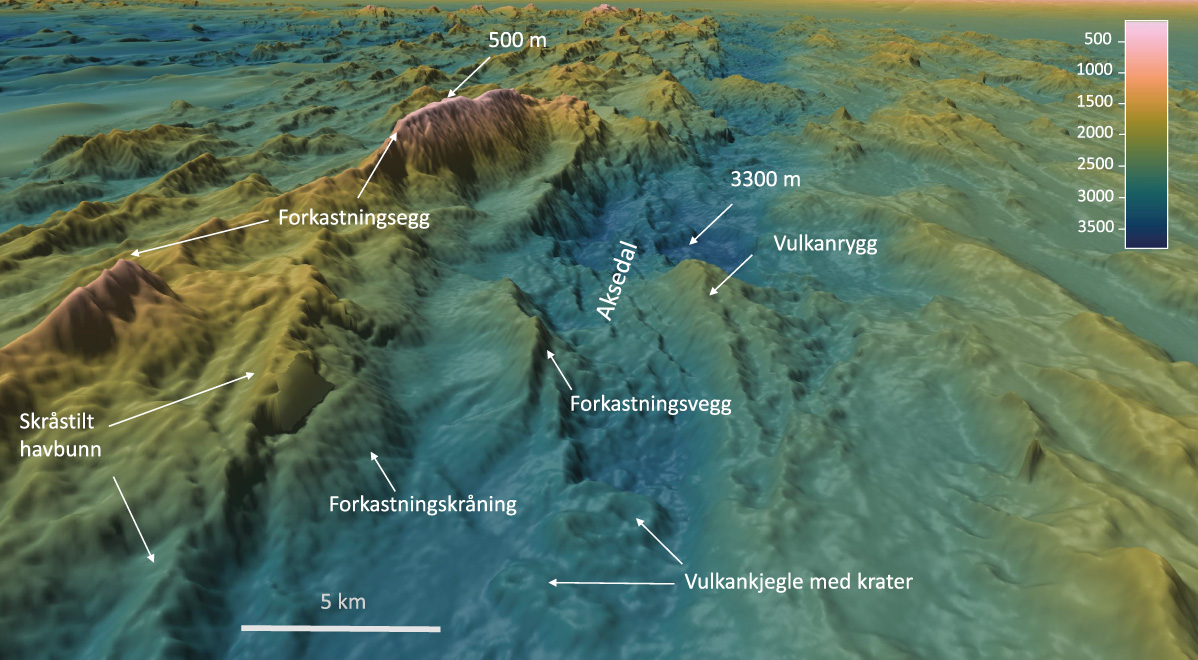 500 m
500
1000
1500
2000
2500
3000
3500
3300 m
Forkastningsegg
Vulkanrygg
Aksedal
Forkastningsvegg
Skråstilt
havbunn
Forkastningskråning
Vulkankjegle med krater
5 km